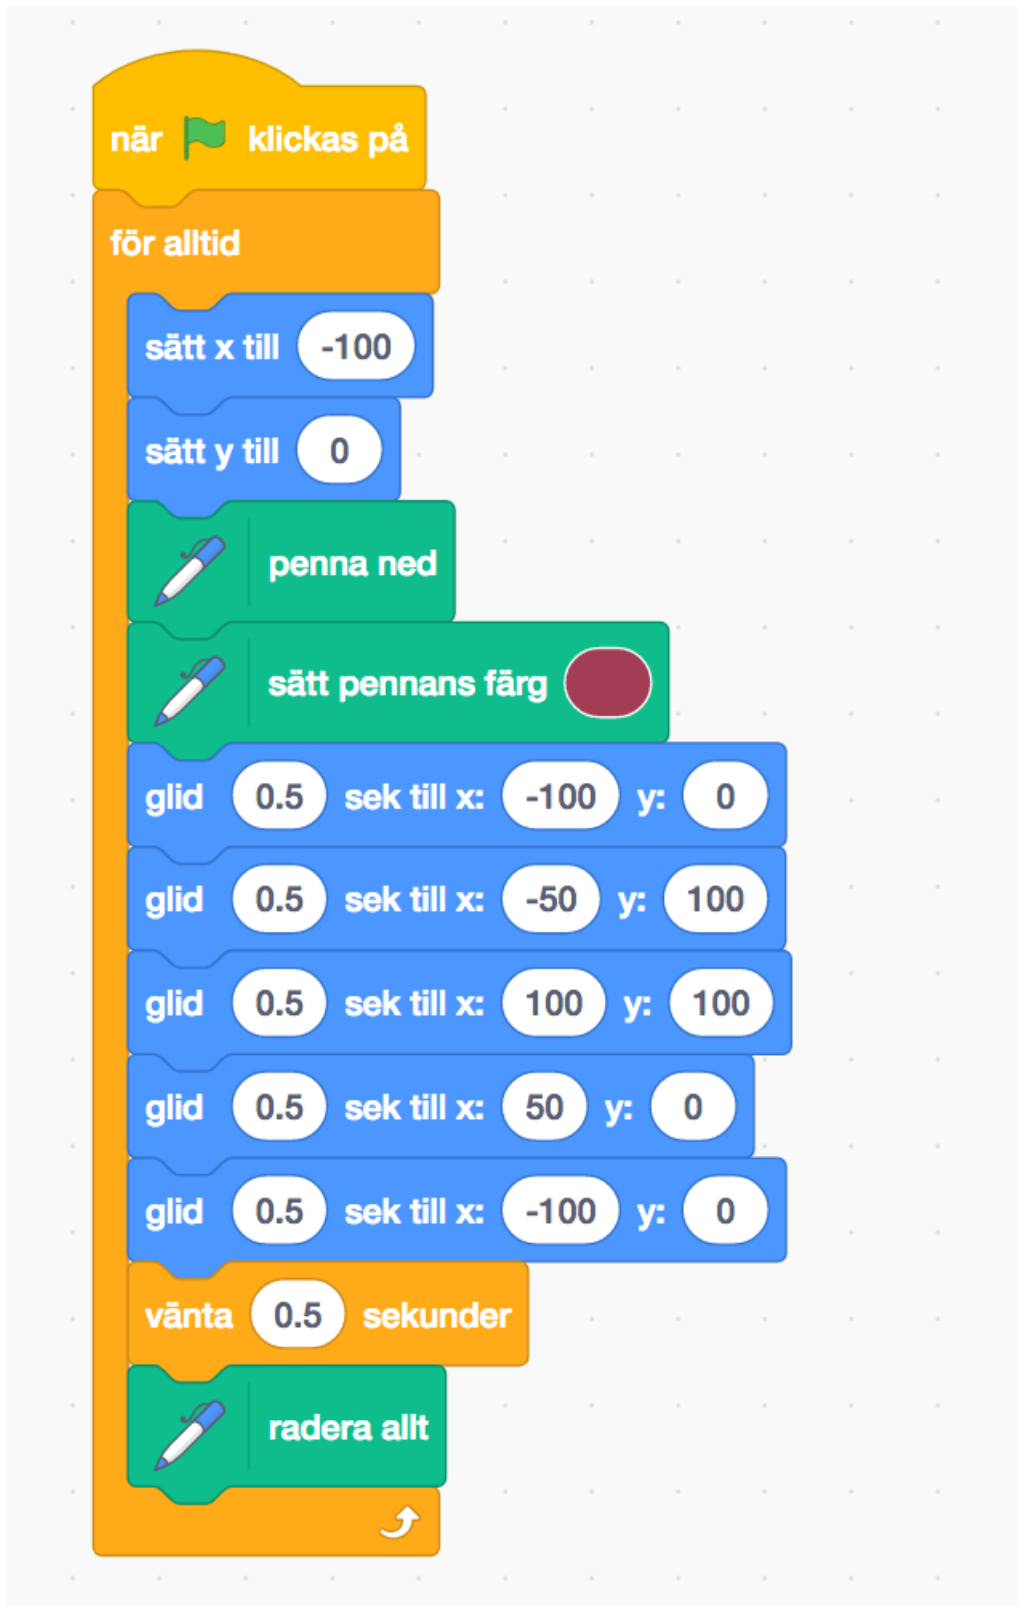 när klickas på
för alltid
sätt x till -100
sätt y till 0
penna ned
sätt pennans färg
glid 0.5 sek till x: -100 y: 0
glid 0.5 sek till x: -50 y: 100
glid 0.5 sek till x: 100 y: 100
glid 0.5 sek till x: 50 y: 0
glid 0.5 sek till x: -100 y: 0
vänta 0.5 sekunder
radera allt